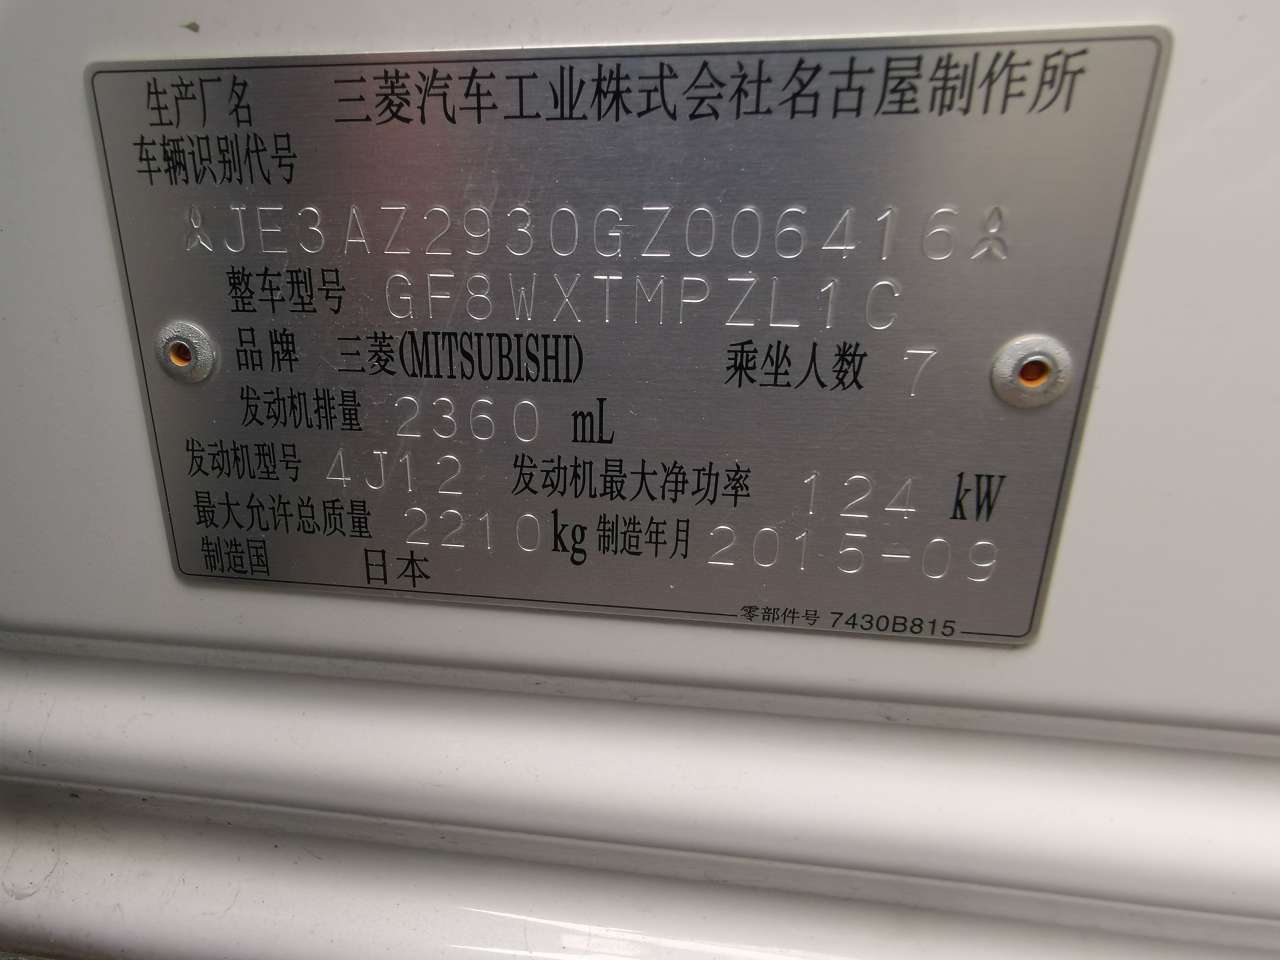 生产厂名 三菱汽车工业株式会社名古屋制作所
车辆识别代号
JE3AZ2930GZ006416
整车型号 GF8WXTMPZL1C
品牌 三菱(MITSUBISHI) 乘坐人数 7
发动机排量 2360 mL
发动机型号 4J12 发动机最大净功率 124 kW
最大允许总质量 2210 kg 制造年月 2015-09
制造国 日本
零部件号 7430B815